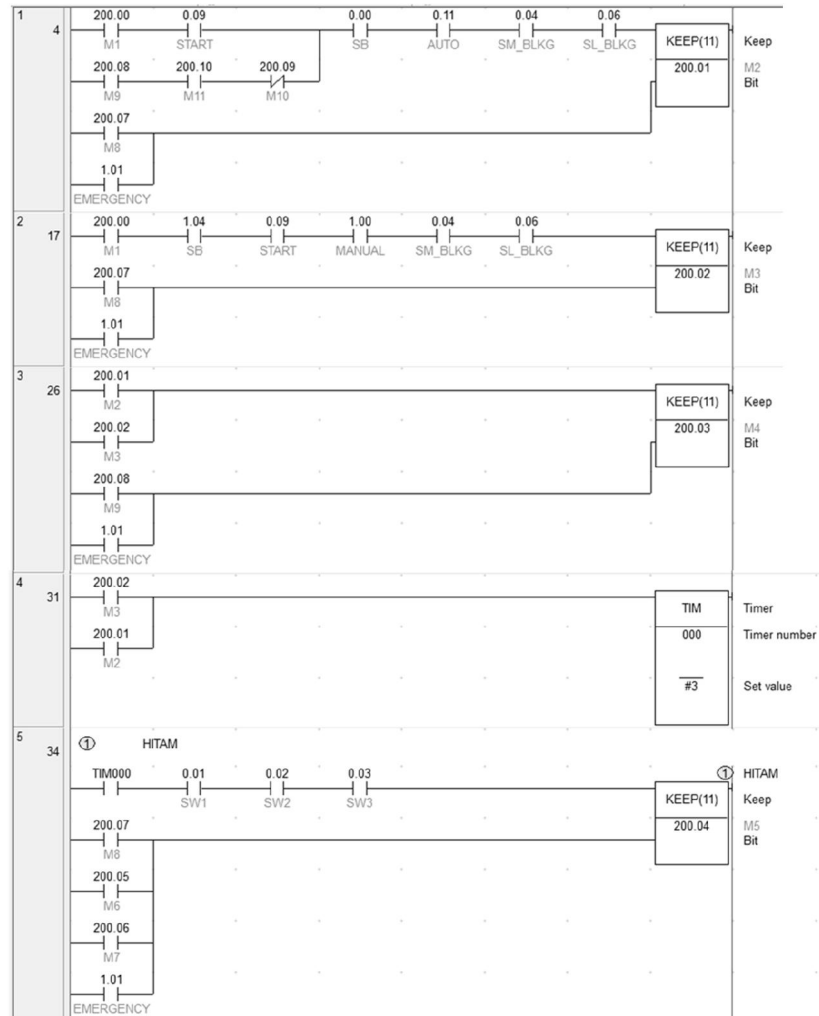 1
4
200.00 0.09 0.00 0.11 0.04 0.06
M1 START SB AUTO SM_BLKG SL_BLKG
KEEP(11) Keep
200.01 M2
Bit
200.08 200.10 200.09
M9 M11 M10
200.07
M8
1.01
EMERGENCY
2
17
200.00 1.04 0.09 1.00 0.04 0.06
M1 SB START MANUAL SM_BLKG SL_BLKG
KEEP(11) Keep
200.02 M3
Bit
200.07
M8
1.01
EMERGENCY
3
26
200.01
M2
KEEP(11) Keep
200.03 M4
Bit
200.02
M3
200.08
M9
1.01
EMERGENCY
4
31
200.02
M3
TIM Timer
000 Timer number
#3 Set value
200.01
M2
5
34
1 HITAM
1 HITAM
TIM000 0.01 0.02 0.03
SW1 SW2 SW3
KEEP(11) Keep
200.04 M5
Bit
200.07
M8
200.05
M6
200.06
M7
1.01
EMERGENCY